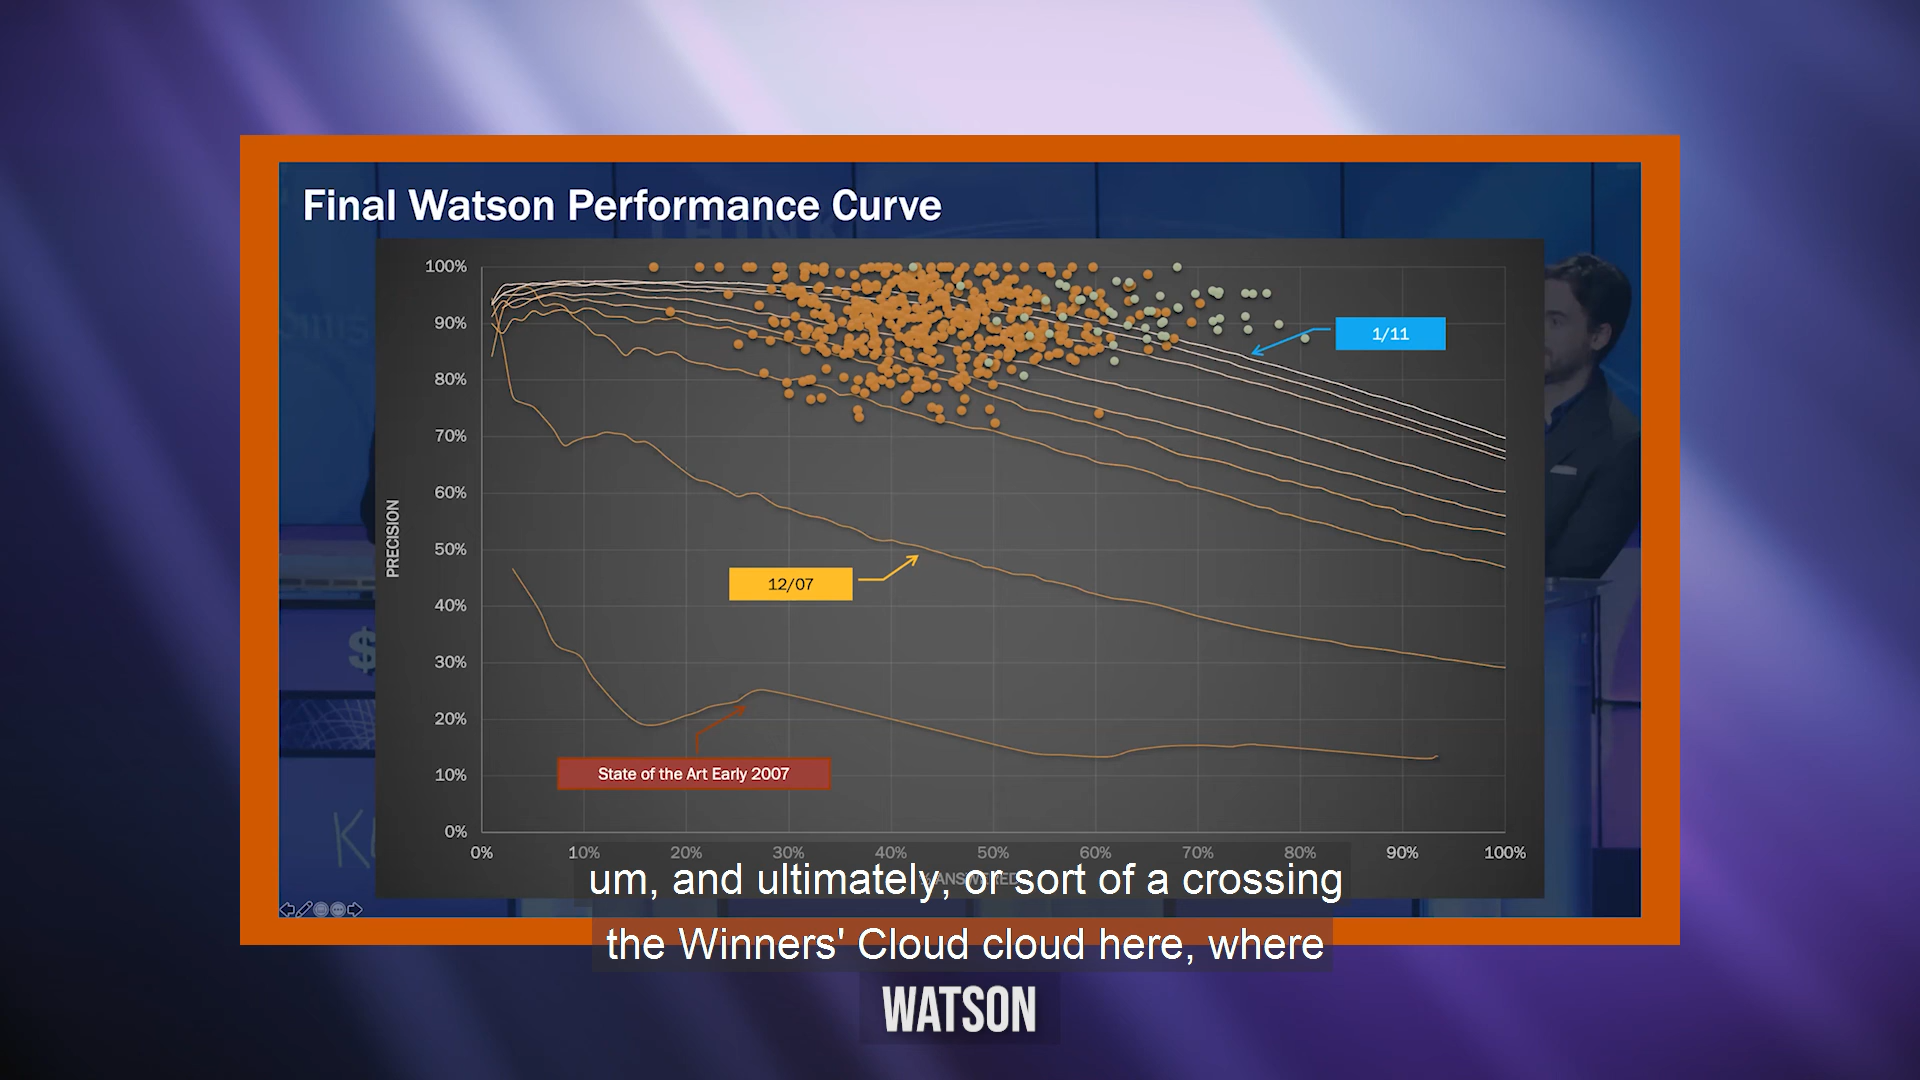 Final Watson Performance Curve
100%
90%
80%
70%
60%
50%
40%
30%
20%
10%
0%
PRECISION
1/11
12/07
State of the Art Early 2007
0% 10% 20% 30% 40% 50% 60% 70% 80% 90% 100%
% ANSWERED
$
um, and ultimately, or sort of a crossing
the Winners' Cloud cloud here, where
WATSON